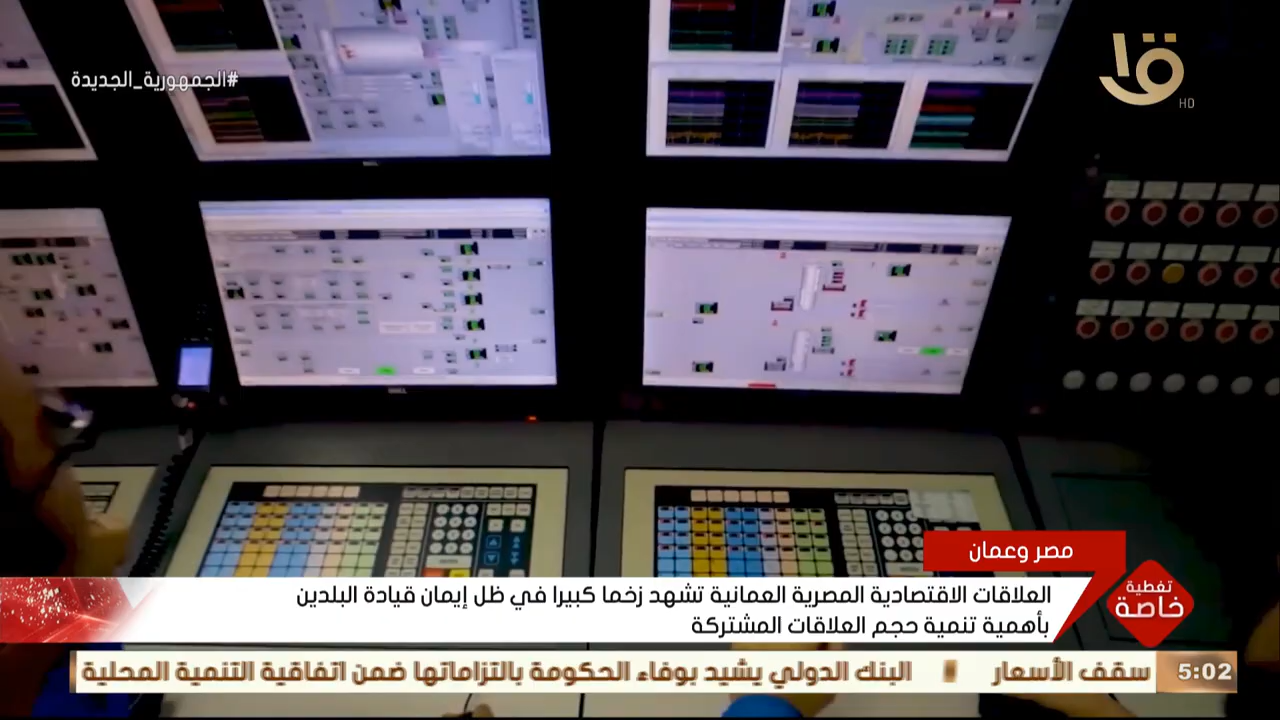 #الجمهورية_الجديدة
HD
مصر وعمان
تغطية
خاصة
العلاقات الاقتصادية المصرية العمانية تشهد زخما كبيرا في ظل إيمان قيادة البلدين
بأهمية تنمية حجم العلاقات المشتركة
سقف الأسعار
البنك الدولي يشيد بوفاء الحكومة بالتزاماتها ضمن اتفاقية التنمية المحلية
5:02